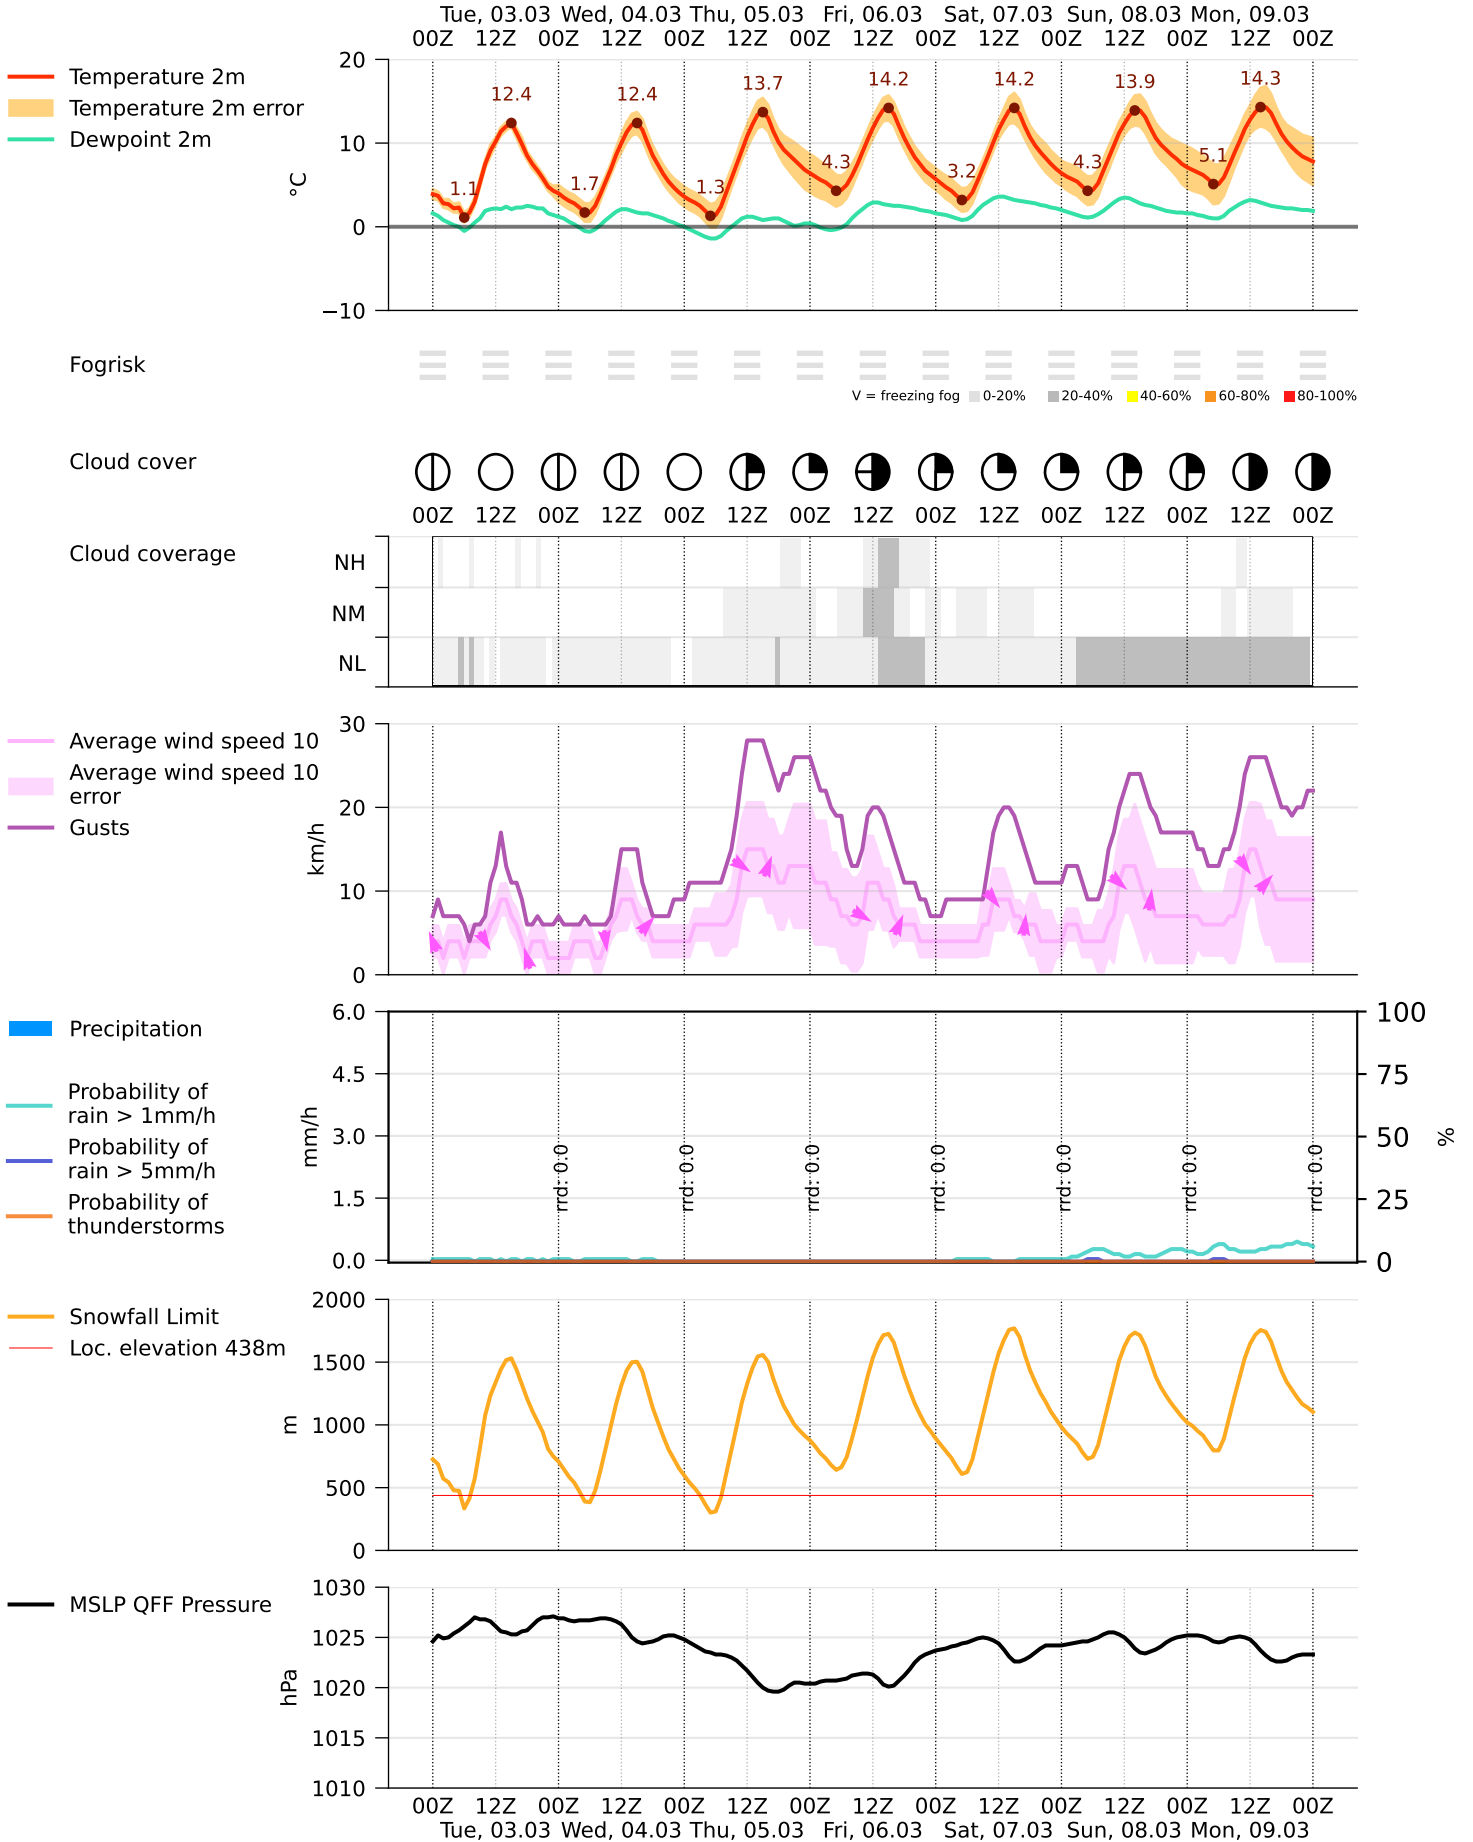 Tue, 03.03 Wed, 04.03 Thu, 05.03 Fri, 06.03 Sat, 07.03 Sun, 08.03 Mon, 09.03
00Z 12Z 00Z 12Z 00Z 12Z 00Z 12Z 00Z 12Z 00Z 12Z 00Z 12Z 00Z
Temperature 2m
Temperature 2m error
Dewpoint 2m
°C
20
10
0
−10
12.4 12.4 13.7 14.2 14.2 13.9 14.3
1.1 1.7 1.3 4.3 3.2 4.3 5.1
Fogrisk
V = freezing fog 0-20% 20-40% 40-60% 60-80% 80-100%
Cloud cover
00Z 12Z 00Z 12Z 00Z 12Z 00Z 12Z 00Z 12Z 00Z 12Z 00Z 12Z 00Z
Cloud coverage
NH
NM
NL
Average wind speed 10
Average wind speed 10
error
Gusts
km/h
30
20
10
0
Precipitation
Probability of
rain > 1mm/h
Probability of
rain > 5mm/h
Probability of
thunderstorms
mm/h
6.0
4.5
3.0
1.5
0.0
rrd: 0.0 rrd: 0.0 rrd: 0.0 rrd: 0.0 rrd: 0.0 rrd: 0.0 rrd: 0.0
100
75
50
25
0
%
Snowfall Limit
Loc. elevation 438m
m
2000
1500
1000
500
0
MSLP QFF Pressure
hPa
1030
1025
1020
1015
1010
00Z 12Z 00Z 12Z 00Z 12Z 00Z 12Z 00Z 12Z 00Z 12Z 00Z 12Z 00Z
Tue, 03.03 Wed, 04.03 Thu, 05.03 Fri, 06.03 Sat, 07.03 Sun, 08.03 Mon, 09.03